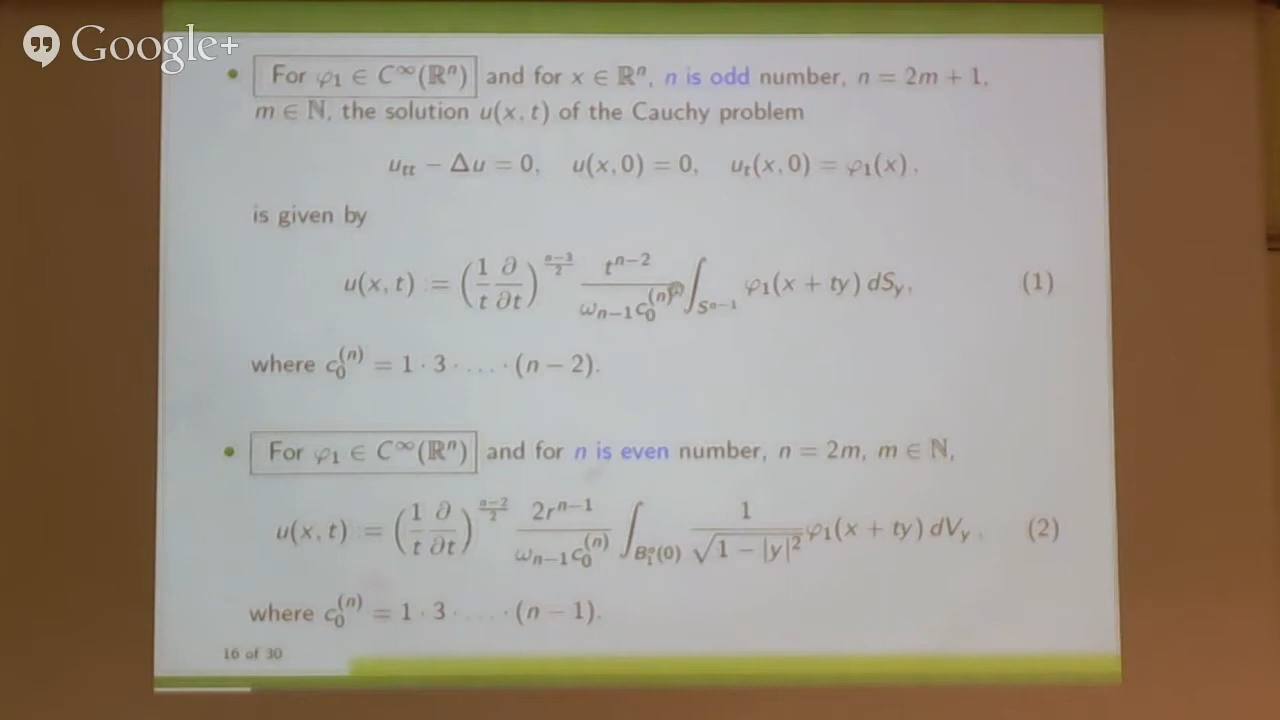 Google+
• For φ₁ ∈ C^∞(ℝⁿ) and for x ∈ ℝⁿ, n is odd number, n = 2m + 1,
m ∈ ℕ, the solution u(x, t) of the Cauchy problem
u_tt − Δu = 0, u(x, 0) = 0, u_t(x, 0) = φ₁(x),
is given by
u(x, t) := (1/t ∂/∂t)^((n−3)/2) t^(n−2)/(ω_(n−1) c₀^(n)) ∫_(S^(n−1)) φ₁(x + ty) dS_y, (1)
where c₀^(n) = 1 · 3 · … · (n − 2).
• For φ₁ ∈ C^∞(ℝⁿ) and for n is even number, n = 2m, m ∈ ℕ,
u(x, t) := (1/t ∂/∂t)^((n−2)/2) 2r^(n−1)/(ω_(n−1) c₀^(n)) ∫_(B₁ⁿ(0)) 1/√(1 − |y|²) φ₁(x + ty) dV_y, (2)
where c₀^(n) = 1 · 3 · … · (n − 1).
16 of 30